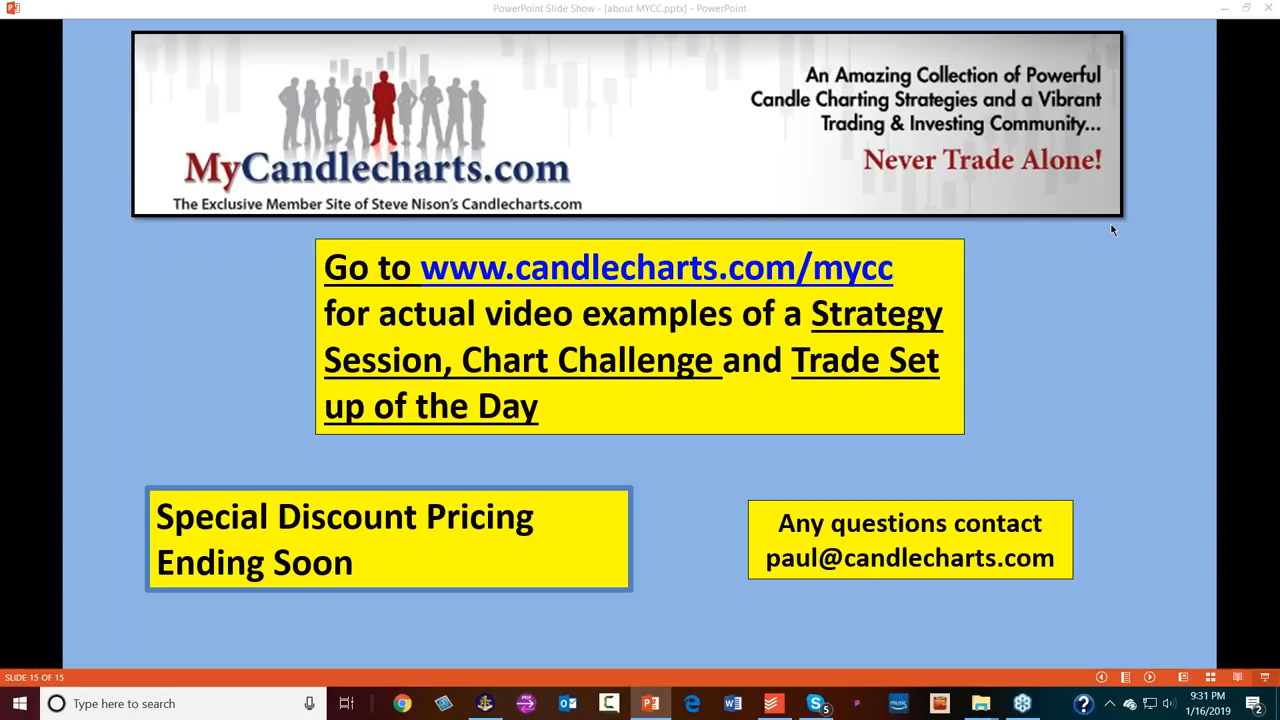 PowerPoint Slide Show - [about MYCC.pptx] - PowerPoint
An Amazing Collection of Powerful
Candle Charting Strategies and a Vibrant
Trading & Investing Community...
Never Trade Alone!
MyCandlecharts.com
The Exclusive Member Site of Steve Nison's Candlecharts.com
Go to www.candlecharts.com/mycc
for actual video examples of a Strategy
Session, Chart Challenge and Trade Set
up of the Day
Special Discount Pricing
Ending Soon
Any questions contact
paul@candlecharts.com
SLIDE 15 OF 15
Type here to search
PDF
music
5
9:31 PM
1/16/2019
2